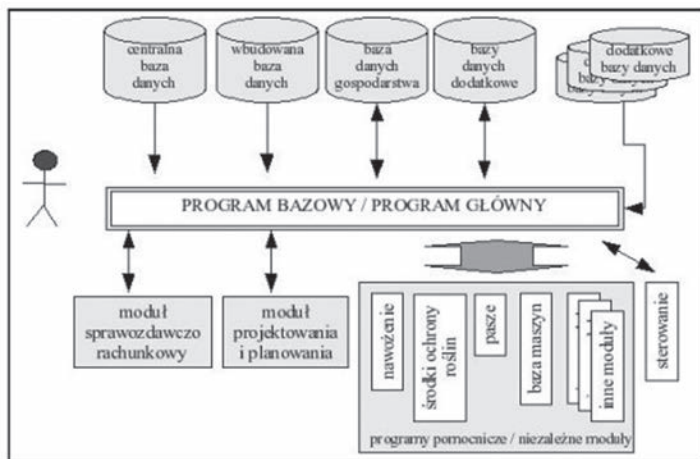 centralna
baza
danych
wbudowana
baza
danych
baza
danych
gospodarstwa
bazy
danych
dodatkowe
dodatkowe
bazy danych
bazy danych
PROGRAM BAZOWY / PROGRAM GŁÓWNY
moduł
sprawozdawczo
rachunkowy
moduł
projektowania
i planowania
nawożenie
środki ochrony
roślin
pasze
baza maszyn
inne moduły
sterowanie
programy pomocnicze / niezależne moduły